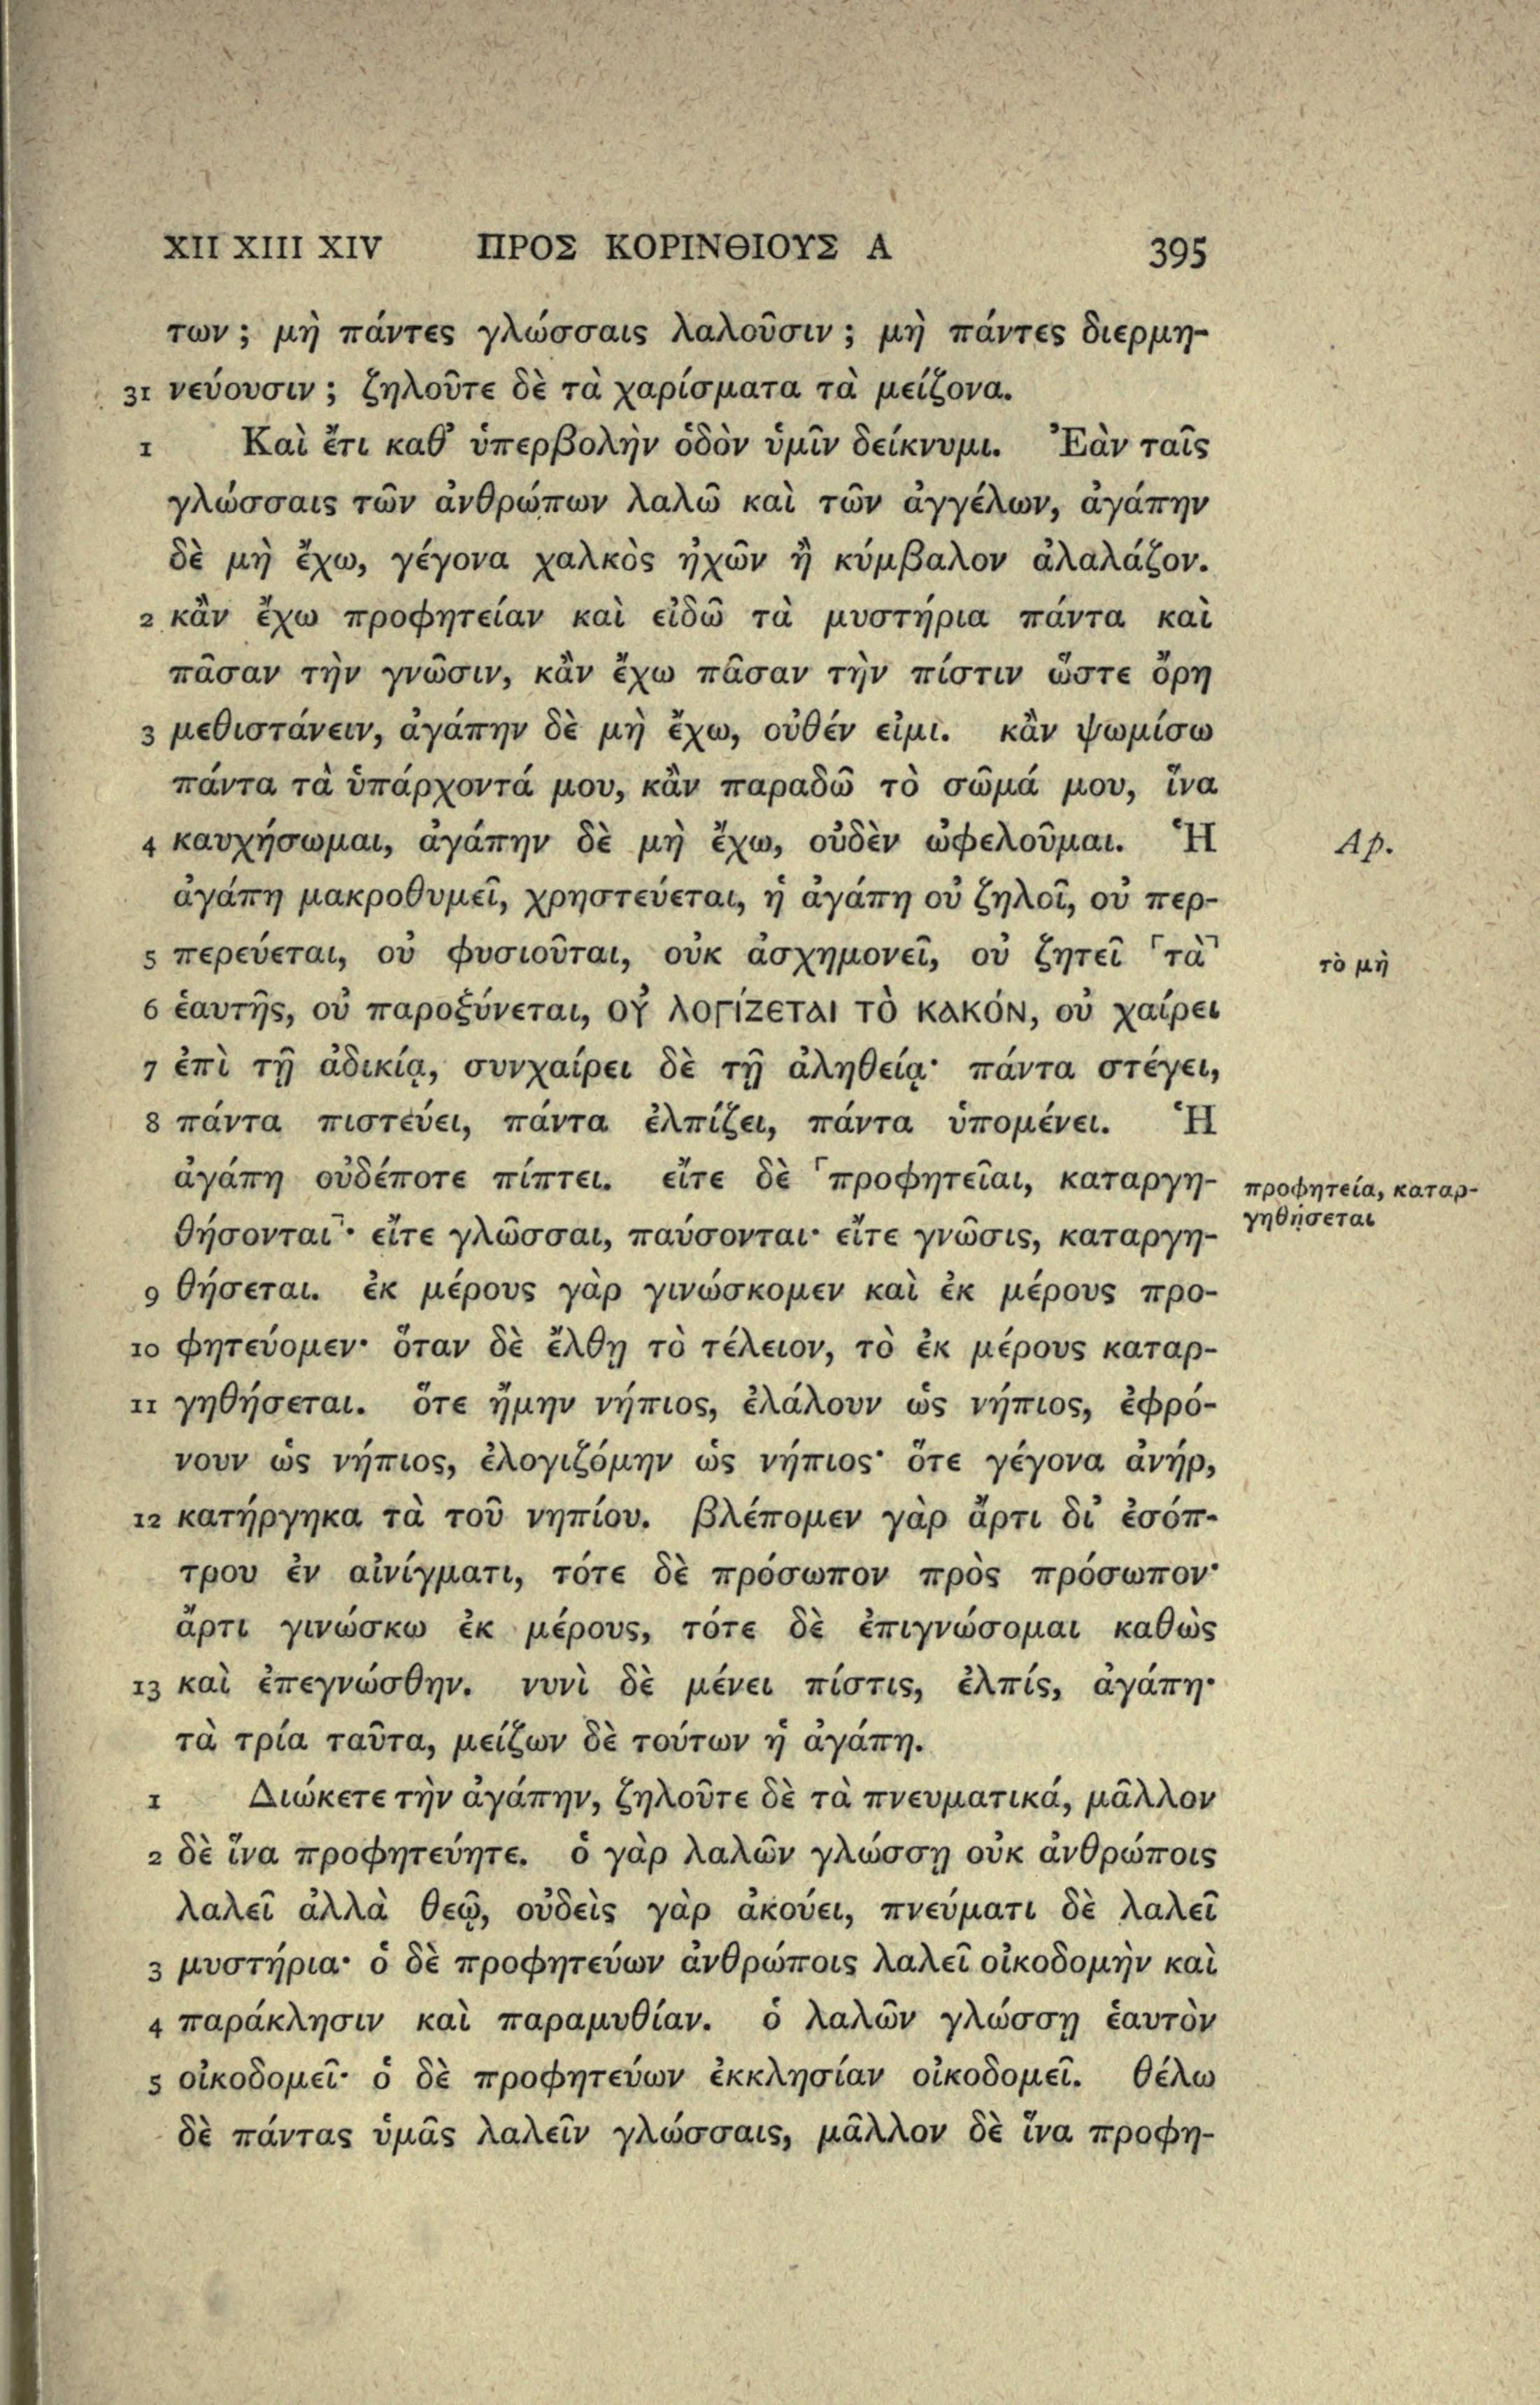 XII XIII XIV ΠΡΟΣ ΚΟΡΙΝΘΙΟΥΣ Α 395
των; μὴ πάντες γλώσσαις λαλοῦσιν; μὴ πάντες διερμη-
31 νεύουσιν; ζηλοῦτε δὲ τὰ χαρίσματα τὰ μείζονα.
1 Καὶ ἔτι καθ᾽ ὑπερβολὴν ὁδὸν ὑμῖν δείκνυμι. Ἐὰν ταῖς
γλώσσαις τῶν ἀνθρώπων λαλῶ καὶ τῶν ἀγγέλων, ἀγάπην
δὲ μὴ ἔχω, γέγονα χαλκὸς ἠχῶν ἢ κύμβαλον ἀλαλάζον.
2 κἂν ἔχω προφητείαν καὶ εἰδῶ τὰ μυστήρια πάντα καὶ
πᾶσαν τὴν γνῶσιν, κἂν ἔχω πᾶσαν τὴν πίστιν ὥστε ὄρη
3 μεθιστάνειν, ἀγάπην δὲ μὴ ἔχω, οὐθέν εἰμι. κἂν ψωμίσω
πάντα τὰ ὑπάρχοντά μου, κἂν παραδῶ τὸ σῶμά μου, ἵνα
4 καυχήσωμαι, ἀγάπην δὲ μὴ ἔχω, οὐδὲν ὠφελοῦμαι. Ἡ Ap.
ἀγάπη μακροθυμεῖ, χρηστεύεται, ἡ ἀγάπη οὐ ζηλοῖ, οὐ περ-
5 περεύεται, οὐ φυσιοῦται, οὐκ ἀσχημονεῖ, οὐ ζητεῖ ⌜τὰ⌝ τὸ μὴ
6 ἑαυτῆς, οὐ παροξύνεται, οὐ λογίζεται τὸ κακόν, οὐ χαίρει
7 ἐπὶ τῇ ἀδικίᾳ, συνχαίρει δὲ τῇ ἀληθείᾳ· πάντα στέγει,
8 πάντα πιστεύει, πάντα ἐλπίζει, πάντα ὑπομένει. Ἡ
ἀγάπη οὐδέποτε πίπτει. εἴτε δὲ ⌜προφητεῖαι, καταργη- προφητεία, καταρ-
θήσονται⌝· εἴτε γλῶσσαι, παύσονται· εἴτε γνῶσις, καταργη- γηθήσεται
9 θήσεται. ἐκ μέρους γὰρ γινώσκομεν καὶ ἐκ μέρους προ-
10 φητεύομεν· ὅταν δὲ ἔλθῃ τὸ τέλειον, τὸ ἐκ μέρους καταρ-
11 γηθήσεται. ὅτε ἤμην νήπιος, ἐλάλουν ὡς νήπιος, ἐφρό-
νουν ὡς νήπιος, ἐλογιζόμην ὡς νήπιος· ὅτε γέγονα ἀνήρ,
12 κατήργηκα τὰ τοῦ νηπίου. βλέπομεν γὰρ ἄρτι δι᾽ ἐσόπ-
τρου ἐν αἰνίγματι, τότε δὲ πρόσωπον πρὸς πρόσωπον·
ἄρτι γινώσκω ἐκ μέρους, τότε δὲ ἐπιγνώσομαι καθὼς
13 καὶ ἐπεγνώσθην. νυνὶ δὲ μένει πίστις, ἐλπίς, ἀγάπη·
τὰ τρία ταῦτα, μείζων δὲ τούτων ἡ ἀγάπη.
1 Διώκετε τὴν ἀγάπην, ζηλοῦτε δὲ τὰ πνευματικά, μᾶλλον
2 δὲ ἵνα προφητεύητε. ὁ γὰρ λαλῶν γλώσσῃ οὐκ ἀνθρώποις
λαλεῖ ἀλλὰ θεῷ, οὐδεὶς γὰρ ἀκούει, πνεύματι δὲ λαλεῖ
3 μυστήρια· ὁ δὲ προφητεύων ἀνθρώποις λαλεῖ οἰκοδομὴν καὶ
4 παράκλησιν καὶ παραμυθίαν. ὁ λαλῶν γλώσσῃ ἑαυτὸν
5 οἰκοδομεῖ· ὁ δὲ προφητεύων ἐκκλησίαν οἰκοδομεῖ. θέλω
δὲ πάντας ὑμᾶς λαλεῖν γλώσσαις, μᾶλλον δὲ ἵνα προφη-